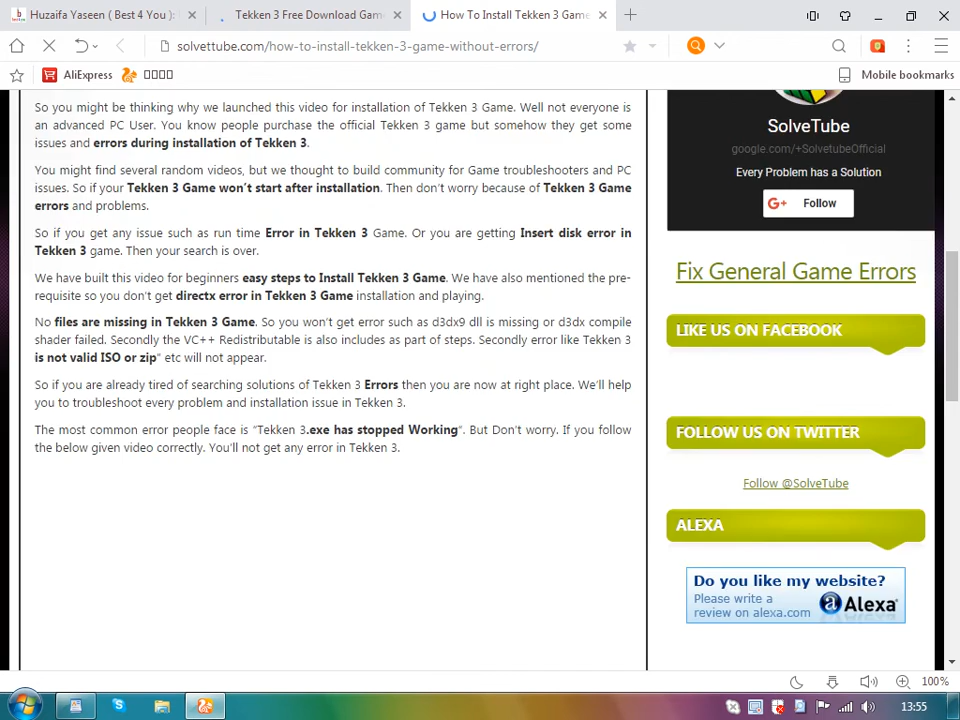 Huzaifa Yaseen ( Best 4 You ):
Tekken 3 Free Download Game
How To Install Tekken 3 Game
solvettube.com/how-to-install-tekken-3-game-without-errors/
AliExpress
Mobile bookmarks
So you might be thinking why we launched this video for installation of Tekken 3 Game. Well not everyone is
an advanced PC User. You know people purchase the official Tekken 3 game but somehow they get some
issues and errors during installation of Tekken 3.
You might find several random videos, but we thought to build community for Game troubleshooters and PC
issues. So if your Tekken 3 Game won't start after installation. Then don't worry because of Tekken 3 Game
errors and problems.
So if you get any issue such as run time Error in Tekken 3 Game. Or you are getting Insert disk error in
Tekken 3 game. Then your search is over.
We have built this video for beginners easy steps to Install Tekken 3 Game. We have also mentioned the pre-
requisite so you don't get directx error in Tekken 3 Game installation and playing.
No files are missing in Tekken 3 Game. So you won't get error such as d3dx9 dll is missing or d3dx compile
shader failed. Secondly the VC++ Redistributable is also includes as part of steps. Secondly error like Tekken 3
is not valid ISO or zip" etc will not appear.
So if you are already tired of searching solutions of Tekken 3 Errors then you are now at right place. We'll help
you to troubleshoot every problem and installation issue in Tekken 3.
The most common error people face is "Tekken 3.exe has stopped Working". But Don't worry. If you follow
the below given video correctly. You'll not get any error in Tekken 3.
SolveTube
google.com/+SolvetubeOfficial
Every Problem has a Solution
G+ Follow
Fix General Game Errors
LIKE US ON FACEBOOK
FOLLOW US ON TWITTER
Follow @SolveTube
ALEXA
Do you like my website?
Please write a
review on alexa.com
a Alexa
100%
13:55